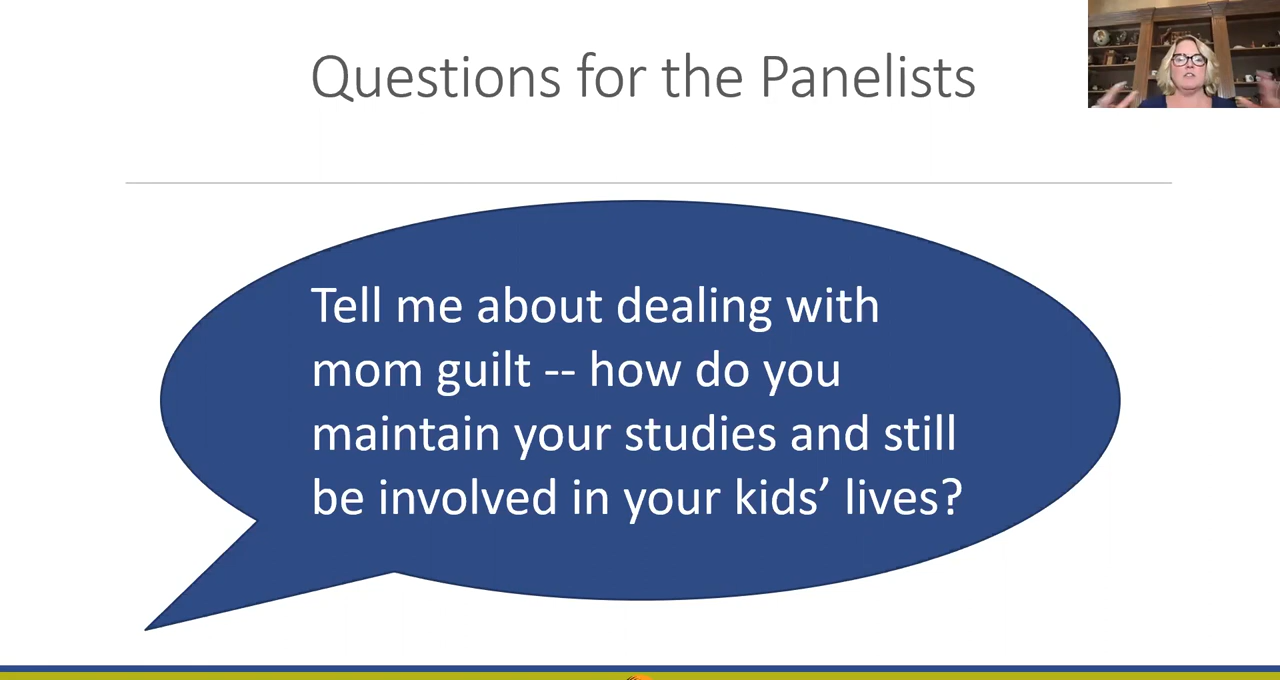 Questions for the Panelists
Tell me about dealing with
mom guilt -- how do you
maintain your studies and still
be involved in your kids’ lives?